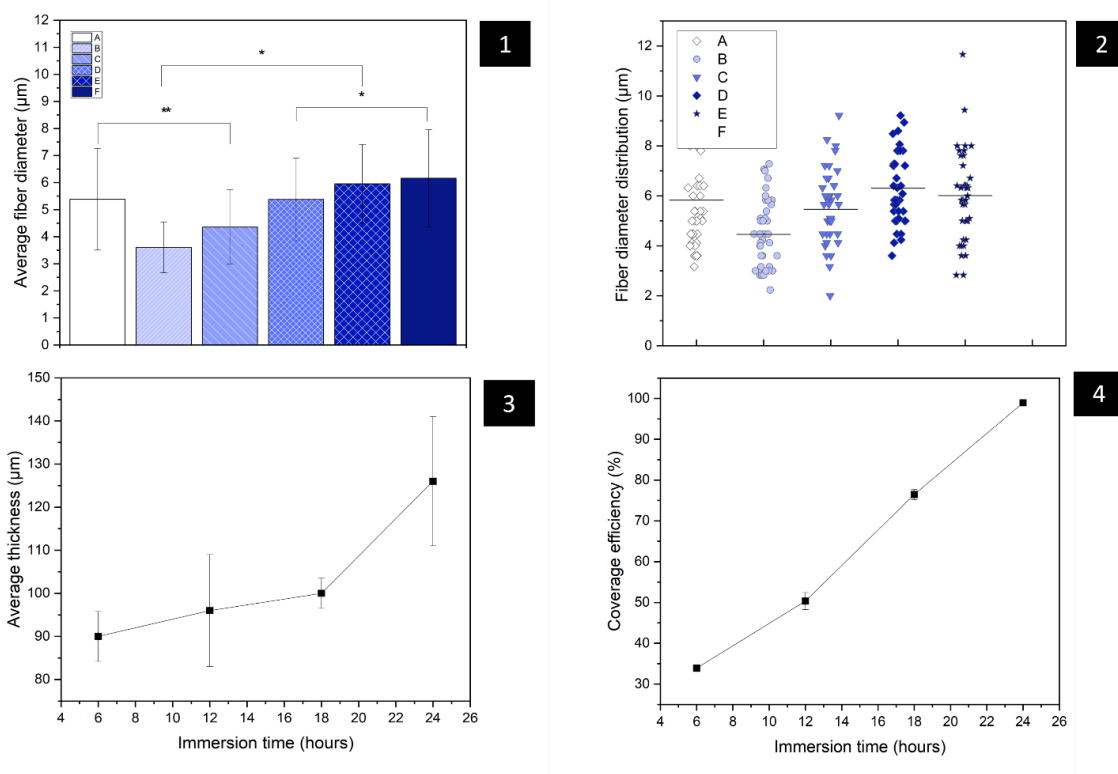 1
Average fiber diameter (μm)
12
11
10
9
8
7
6
5
4
3
2
1
0
A
B
C
D
E
F
**
*
*
2
Fiber diameter distribution (μm)
12
10
8
6
4
2
0
A
B
C
D
E
F
3
Average thickness (μm)
150
140
130
120
110
100
90
80
4 6 8 10 12 14 16 18 20 22 24 26
Immersion time (hours)
4
Coverage efficiency (%)
100
90
80
70
60
50
40
30
4 6 8 10 12 14 16 18 20 22 24 26
Immersion time (hours)